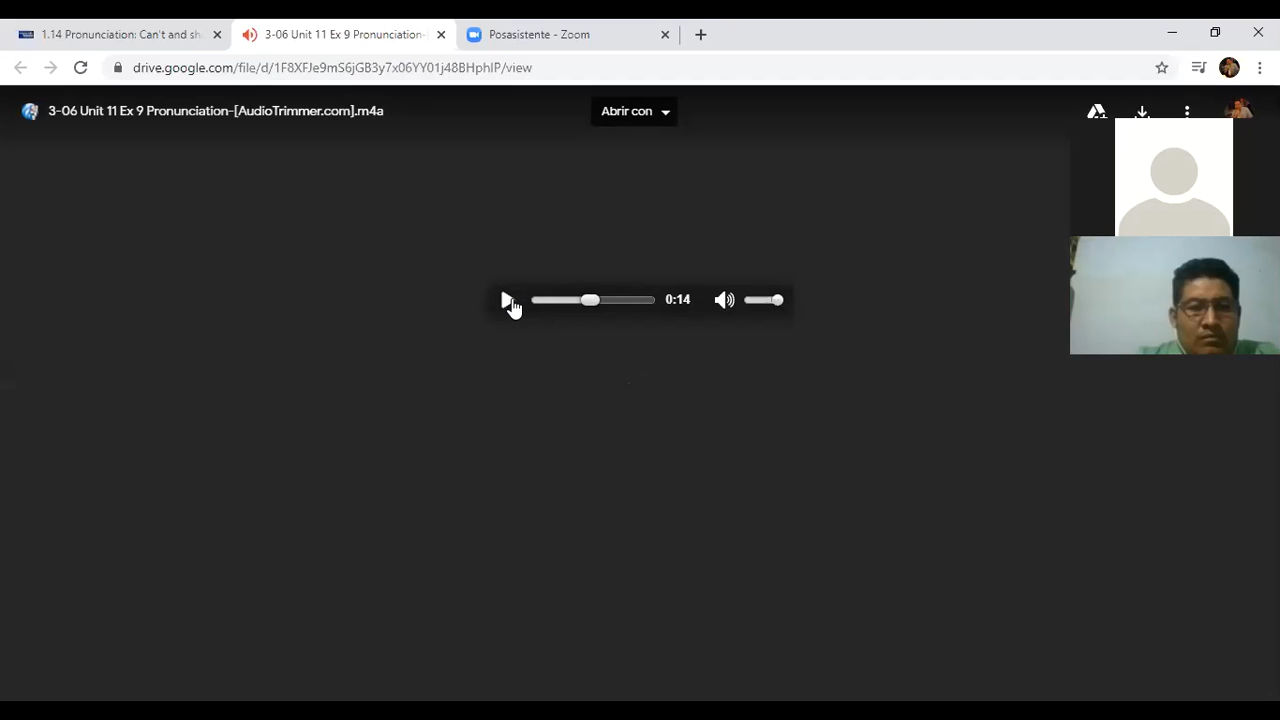 1.14 Pronunciation: Can't and sh
3-06 Unit 11 Ex 9 Pronunciation-[
Posasistente - Zoom
drive.google.com/file/d/1F8XFJe9mS6jGB3y7x06YY01j48BHphIP/view
3-06 Unit 11 Ex 9 Pronunciation-[AudioTrimmer.com].m4a
Abrir con
0:14